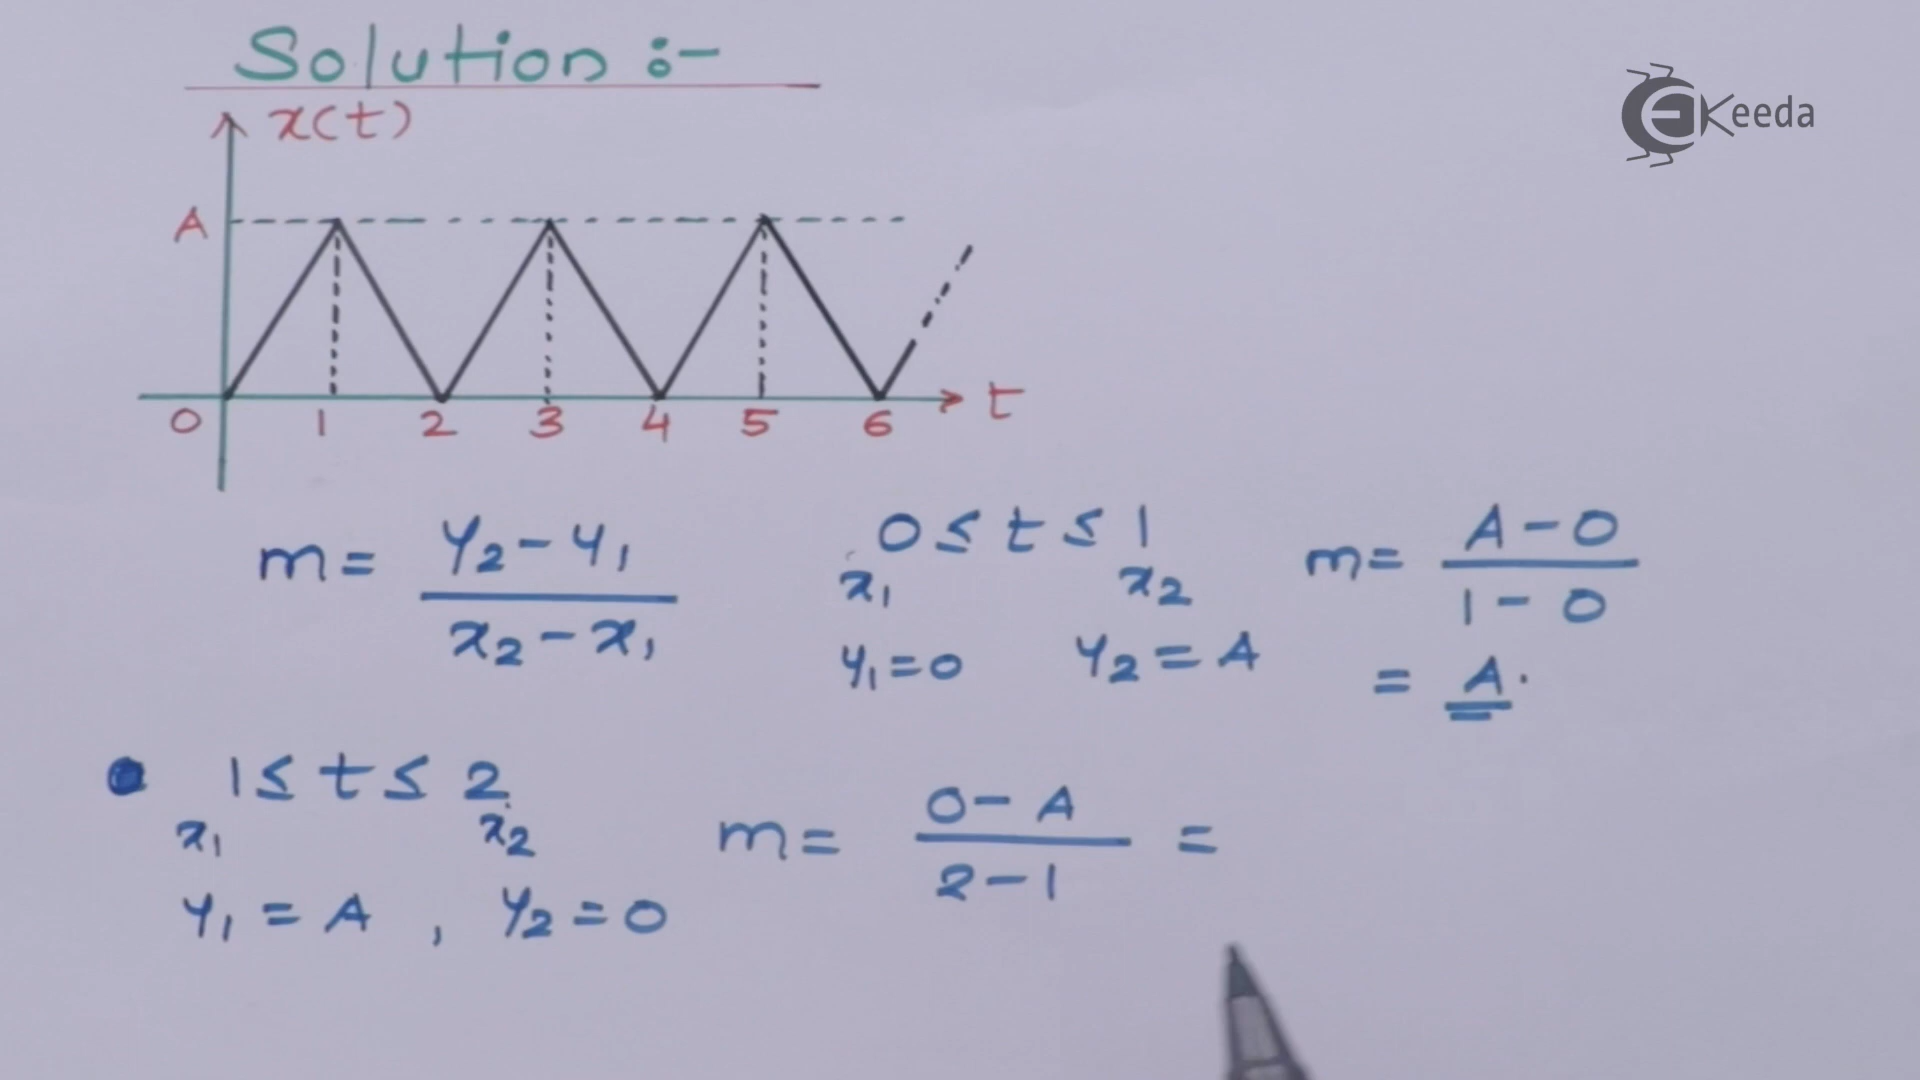 Solution :-
x(t)
EKeeda
A
0 1 2 3 4 5 6 t
m = y₂ - y₁ / x₂ - x₁
0 ≤ t ≤ 1
x₁ x₂
y₁ = 0 y₂ = A
m = A - 0 / 1 - 0
= A.
1 ≤ t ≤ 2
x₁ x₂
y₁ = A , y₂ = 0
m = 0 - A / 2 - 1 =